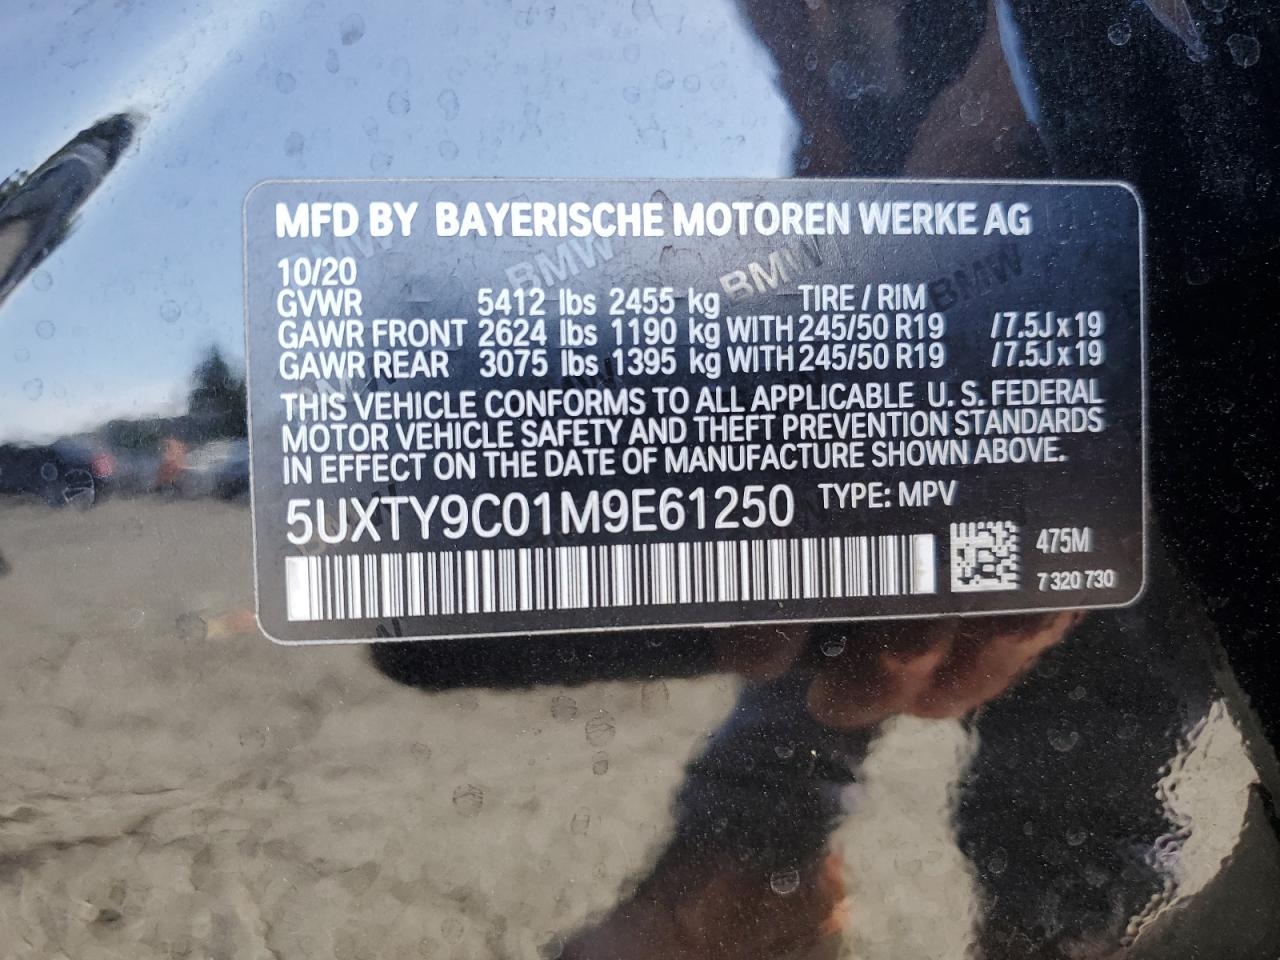 MFD BY BAYERISCHE MOTOREN WERKE AG
10/20
GVWR 5412 lbs 2455 kg TIRE / RIM
GAWR FRONT 2624 lbs 1190 kg WITH 245/50 R19 /7.5J x 19
GAWR REAR 3075 lbs 1395 kg WITH 245/50 R19 /7.5J x 19
THIS VEHICLE CONFORMS TO ALL APPLICABLE U. S. FEDERAL
MOTOR VEHICLE SAFETY AND THEFT PREVENTION STANDARDS
IN EFFECT ON THE DATE OF MANUFACTURE SHOWN ABOVE.
5UXTY9C01M9E61250 TYPE: MPV
475M
7 320 730